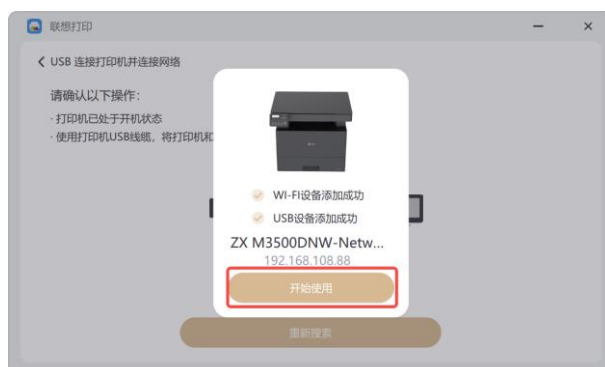 联想打印
USB 连接打印机并连接网络
请确认以下操作：
·打印机已处于开机状态
·使用打印机USB线缆，将打印机和
WI-FI设备添加成功
USB设备添加成功
ZX M3500DNW-Netw...
192.168.108.88
开始使用
重新搜索